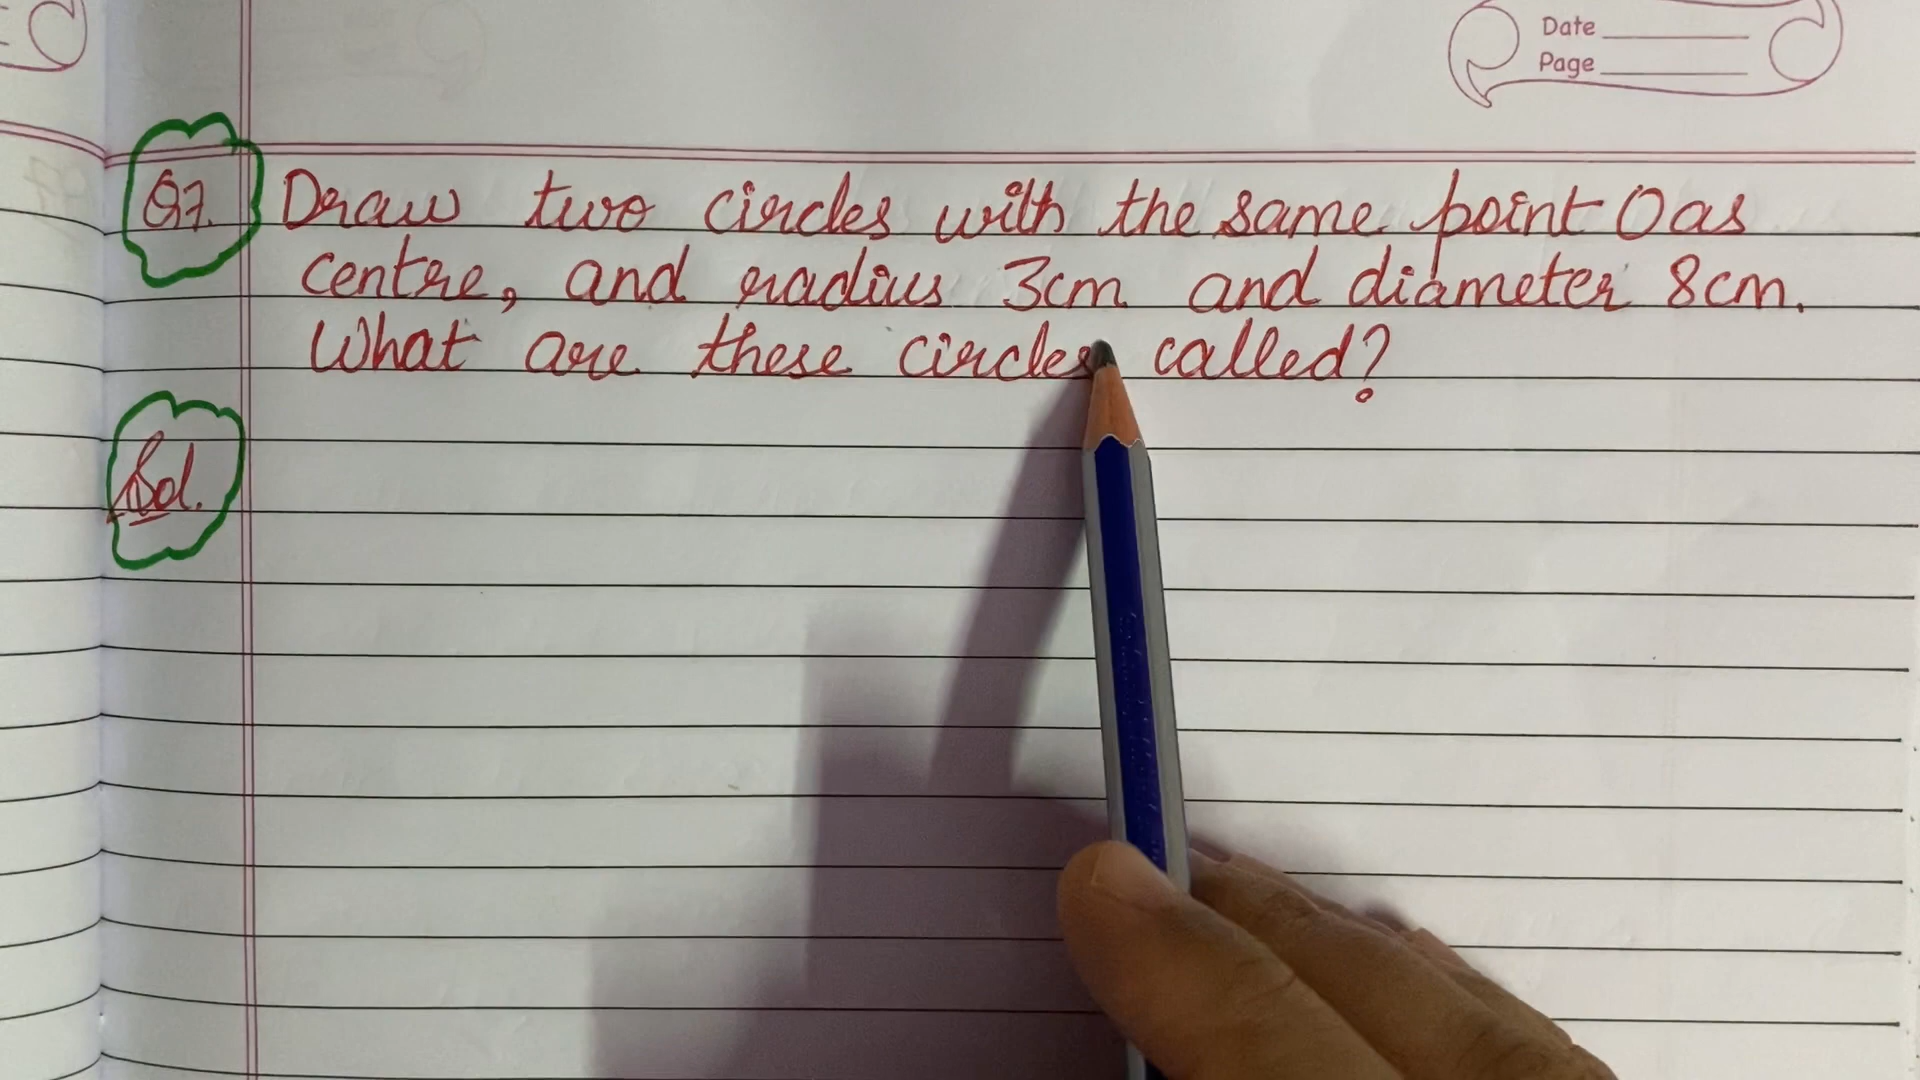 Date
Page
Q7. Draw two circles with the same point O as
centre, and radius 3cm and diameter 8cm.
What are these circles called?
Sol.